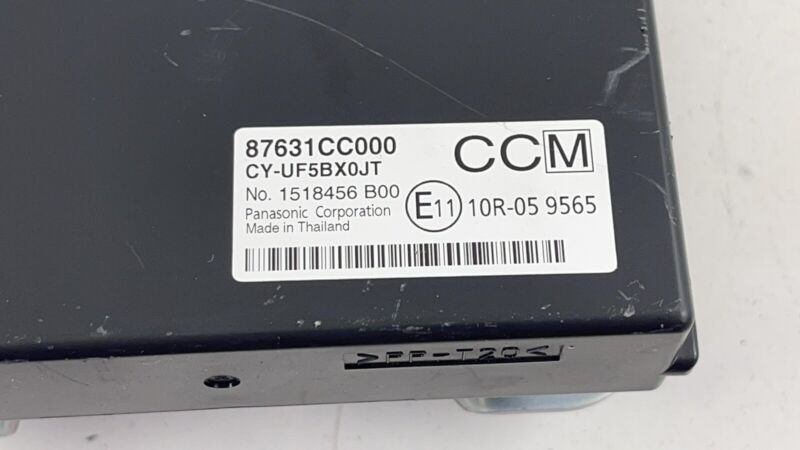 87631CC000
CY-UF5BX0JT
No. 1518456 B00
Panasonic Corporation
Made in Thailand
CCM
E11 10R-05 9565
>PP-T20<